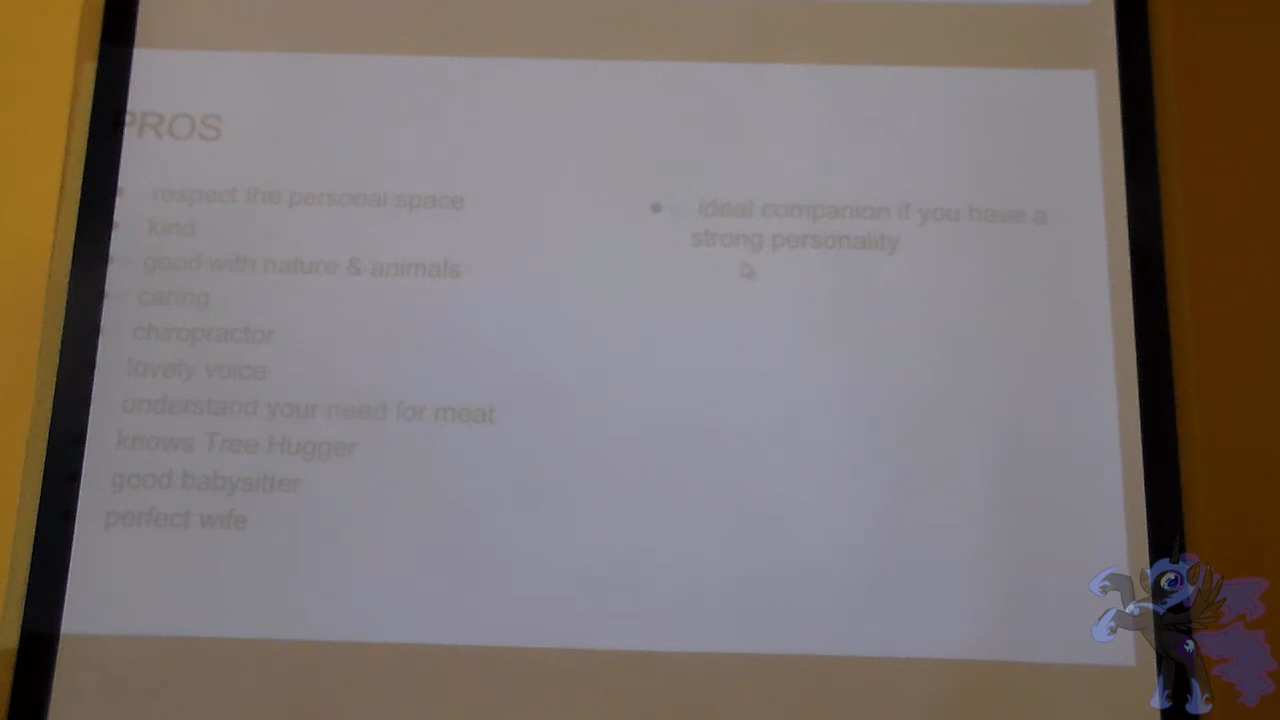 PROS
respect the personal space
kind
good with nature & animals
caring
chiropractor
lovely voice
understand your need for meat
knows Tree Hugger
good babysitter
perfect wife
ideal companion if you have a
strong personality